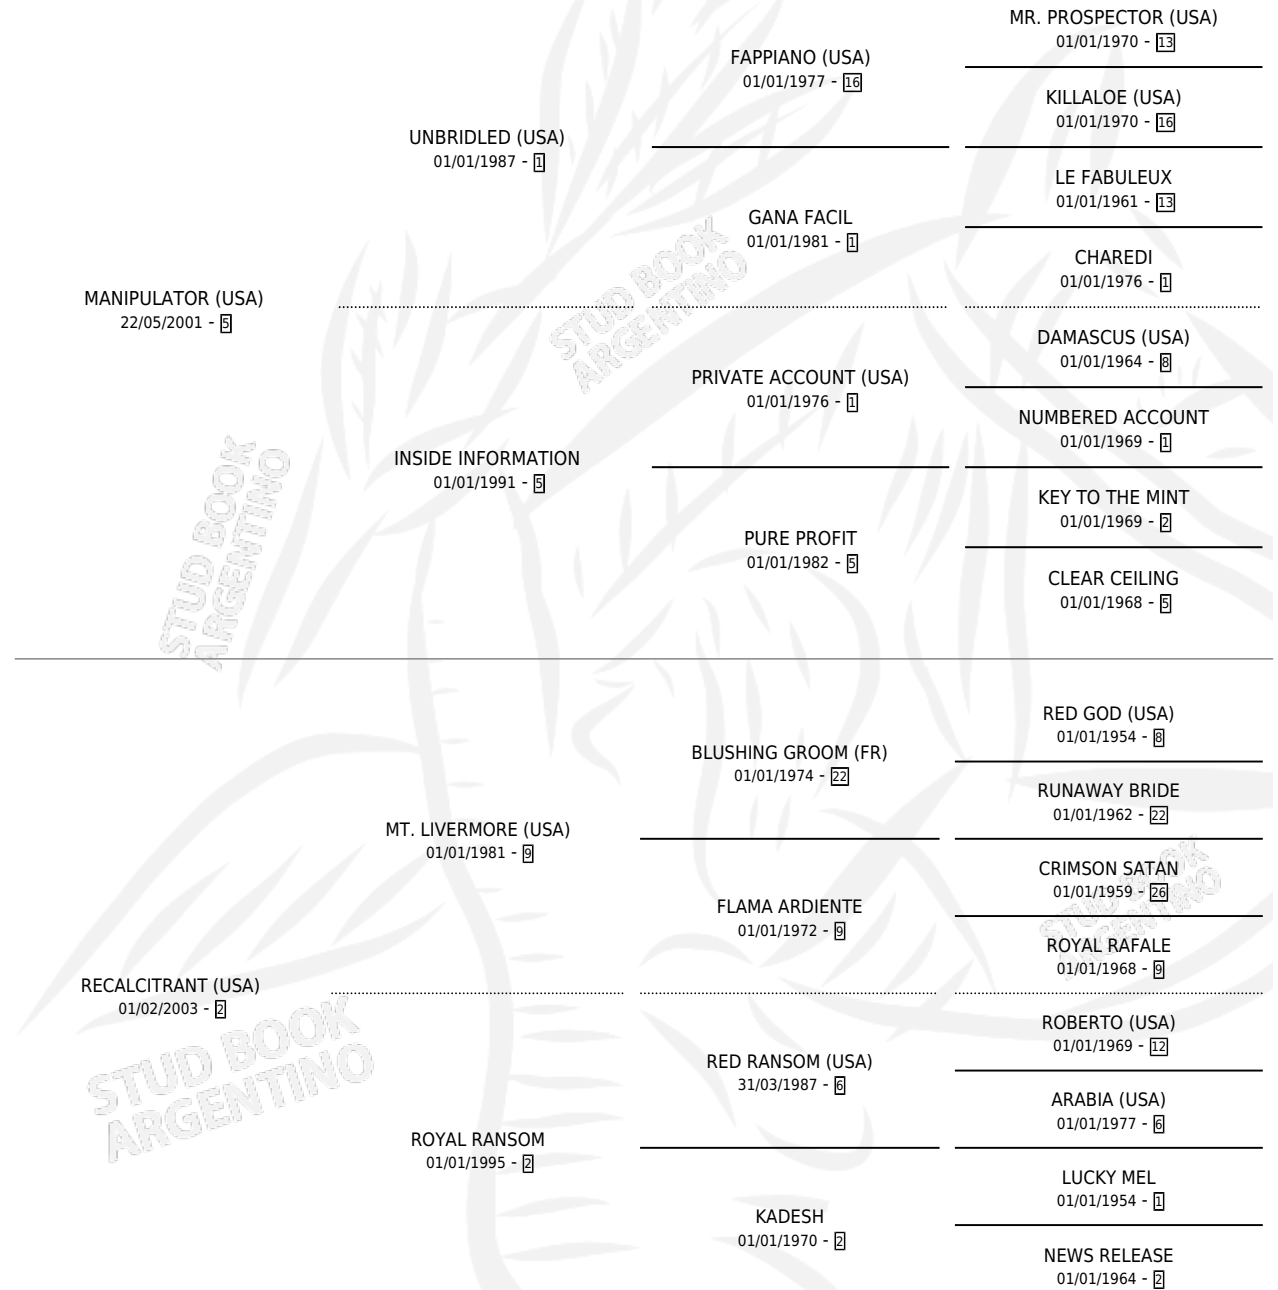 MR. PROSPECTOR (USA)
01/01/1970 - 13
FAPPIANO (USA)
01/01/1977 - 16
KILLALOE (USA)
01/01/1970 - 16
UNBRIDLED (USA)
01/01/1987 - 1
LE FABULEUX
01/01/1961 - 13
GANA FACIL
01/01/1981 - 1
CHAREDI
01/01/1976 - 1
MANIPULATOR (USA)
22/05/2001 - 5
DAMASCUS (USA)
01/01/1964 - 8
PRIVATE ACCOUNT (USA)
01/01/1976 - 1
NUMBERED ACCOUNT
01/01/1969 - 1
INSIDE INFORMATION
01/01/1991 - 5
KEY TO THE MINT
01/01/1969 - 2
PURE PROFIT
01/01/1982 - 5
CLEAR CEILING
01/01/1968 - 5
RED GOD (USA)
01/01/1954 - 8
BLUSHING GROOM (FR)
01/01/1974 - 22
RUNAWAY BRIDE
01/01/1962 - 22
MT. LIVERMORE (USA)
01/01/1981 - 9
CRIMSON SATAN
01/01/1959 - 26
FLAMA ARDIENTE
01/01/1972 - 9
ROYAL RAFALE
01/01/1968 - 9
RECALCITRANT (USA)
01/02/2003 - 2
ROBERTO (USA)
01/01/1969 - 12
RED RANSOM (USA)
31/03/1987 - 6
ARABIA (USA)
01/01/1977 - 6
ROYAL RANSOM
01/01/1995 - 2
LUCKY MEL
01/01/1954 - 1
KADESH
01/01/1970 - 2
NEWS RELEASE
01/01/1964 - 2
STUD BOOK
ARGENTINO
STUD BOOK
ARGENTINO
STUD BOOK
ARGENTINO
STUD BOOK
ARGENTINO